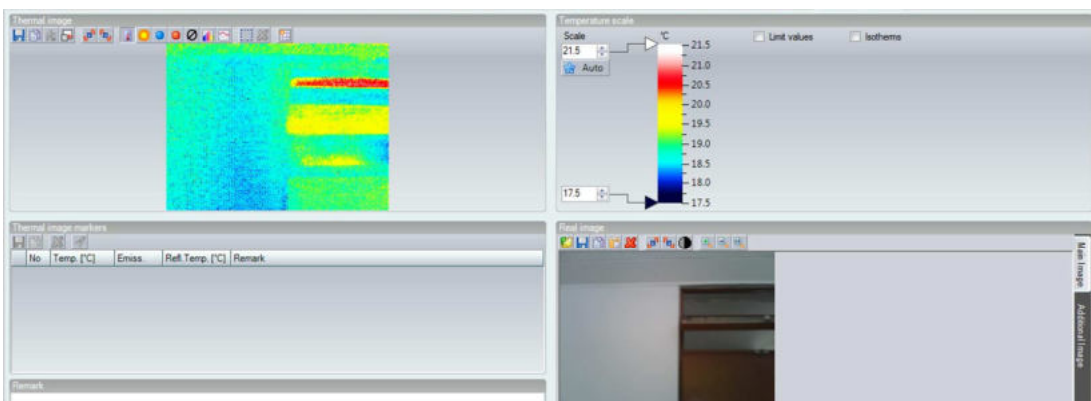 Thermal image
Temperature scale
Scale
°C
Limit values
Isotherms
21.5
Auto
21.5
21.0
20.5
20.0
19.5
19.0
18.5
18.0
17.5
17.5
Thermal image markers
No
Temp. [°C]
Emiss.
Refl.Temp. [°C]
Remark
Real image
Main Image
Additional Image
Remark